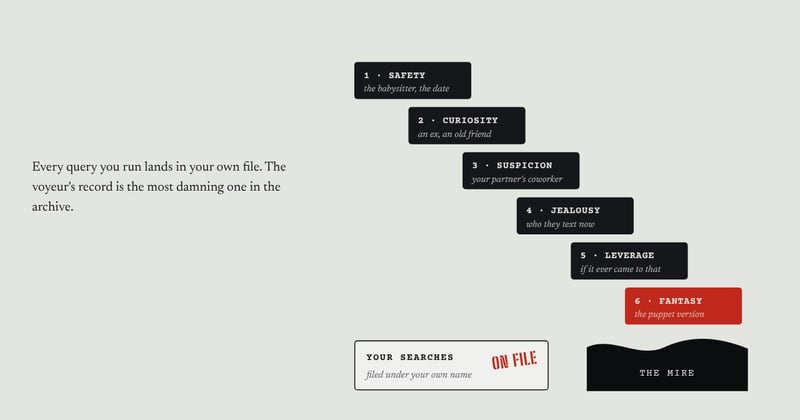 Every query you run lands in your own file. The
voyeur's record is the most damning one in the
archive.
1 · SAFETY
the babysitter, the date
2 · CURIOSITY
an ex, an old friend
3 · SUSPICION
your partner's coworker
4 · JEALOUSY
who they text now
5 · LEVERAGE
if it ever came to that
6 · FANTASY
the puppet version
YOUR SEARCHES
filed under your own name
ON FILE
THE MIRE